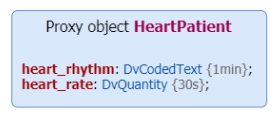 Proxy object HeartPatient
heart_rhythm: DvCodedText {1min};
heart_rate: DvQuantity {30s};